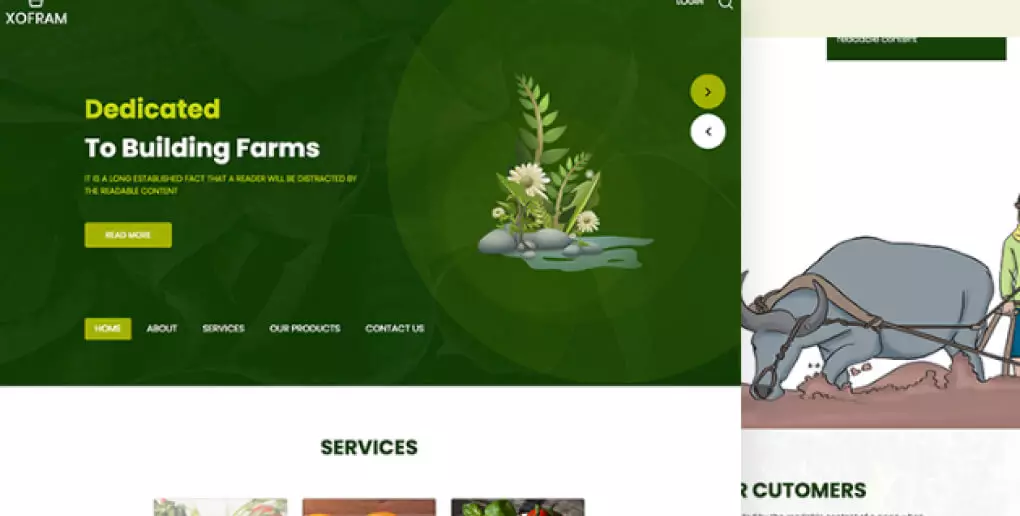 XOFRAM
LOGIN
Dedicated
To Building Farms
IT IS A LONG ESTABLISHED FACT THAT A READER WILL BE DISTRACTED BY
THE READABLE CONTENT
READ MORE
HOME
ABOUT
SERVICES
OUR PRODUCTS
CONTACT US
SERVICES
readable content
R CUTOMERS